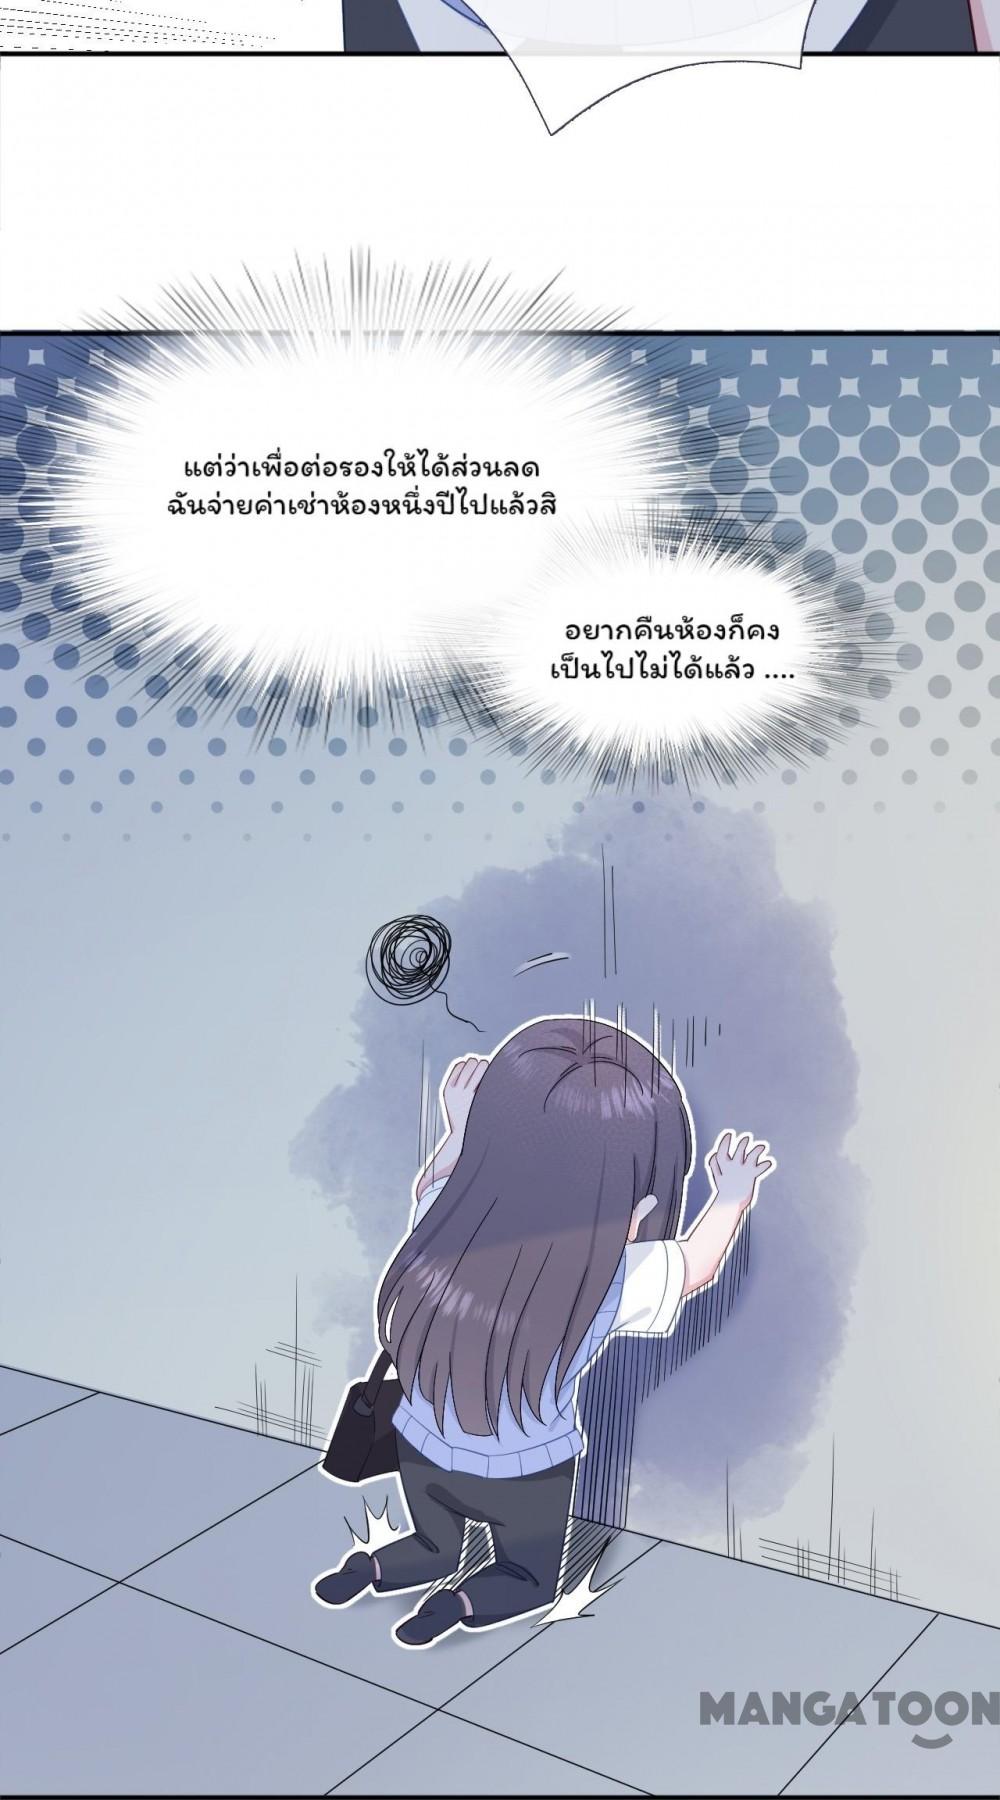 แต่ว่าเพื่อต่อรองให้ได้ส่วนลด
ฉันจ่ายค่าเช่าห้องหนึ่งปีไปแล้วสิ
อยากคืนห้องก็คง
เป็นไปไม่ได้แล้ว ....
MANGATOON